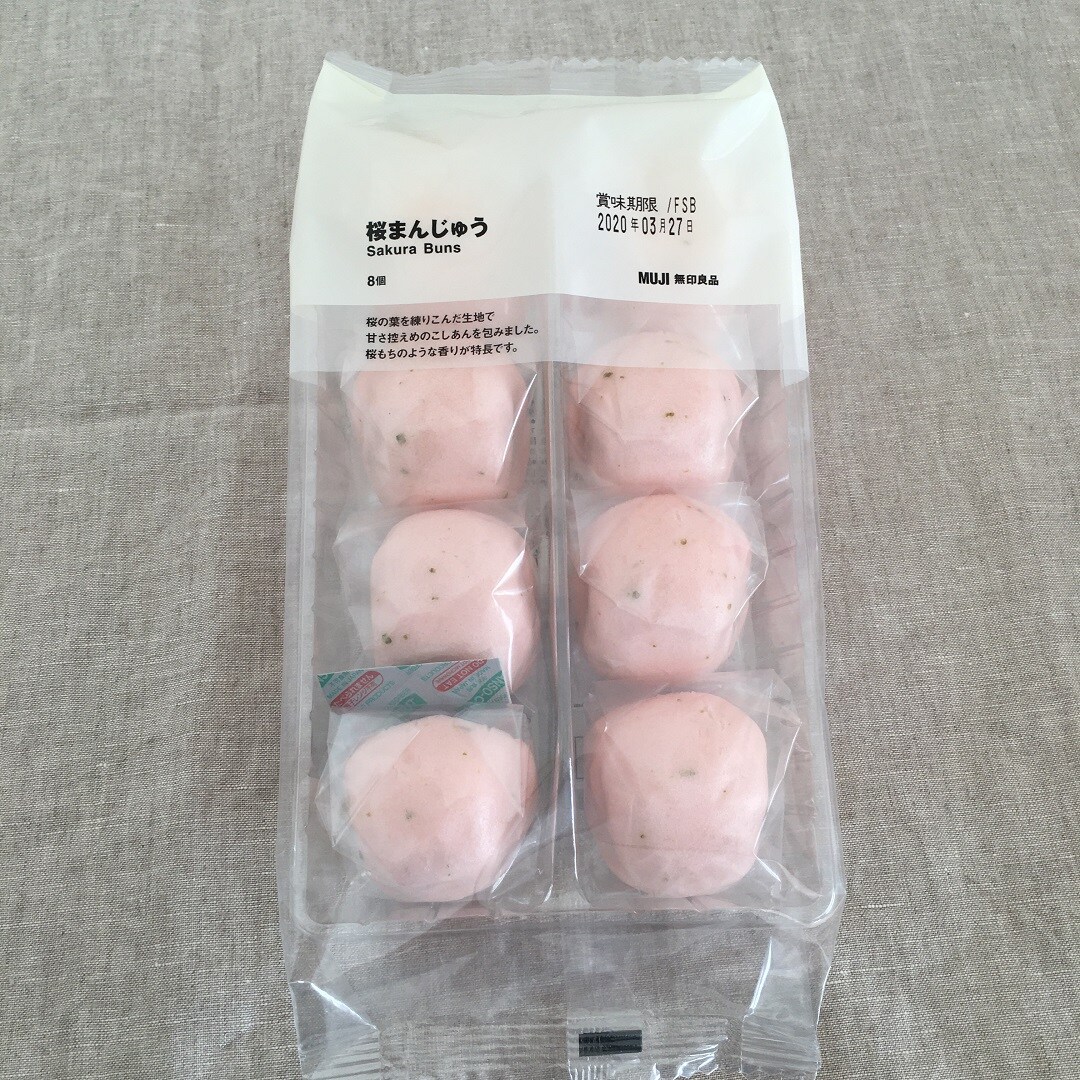 桜まんじゅう
Sakura Buns
8個
賞味期限 /FSB
2020年03月27日
MUJI 無印良品
桜の葉を練りこんだ生地で
甘さ控えめのこしあんを包みました。
桜もちのような香りが特長です。